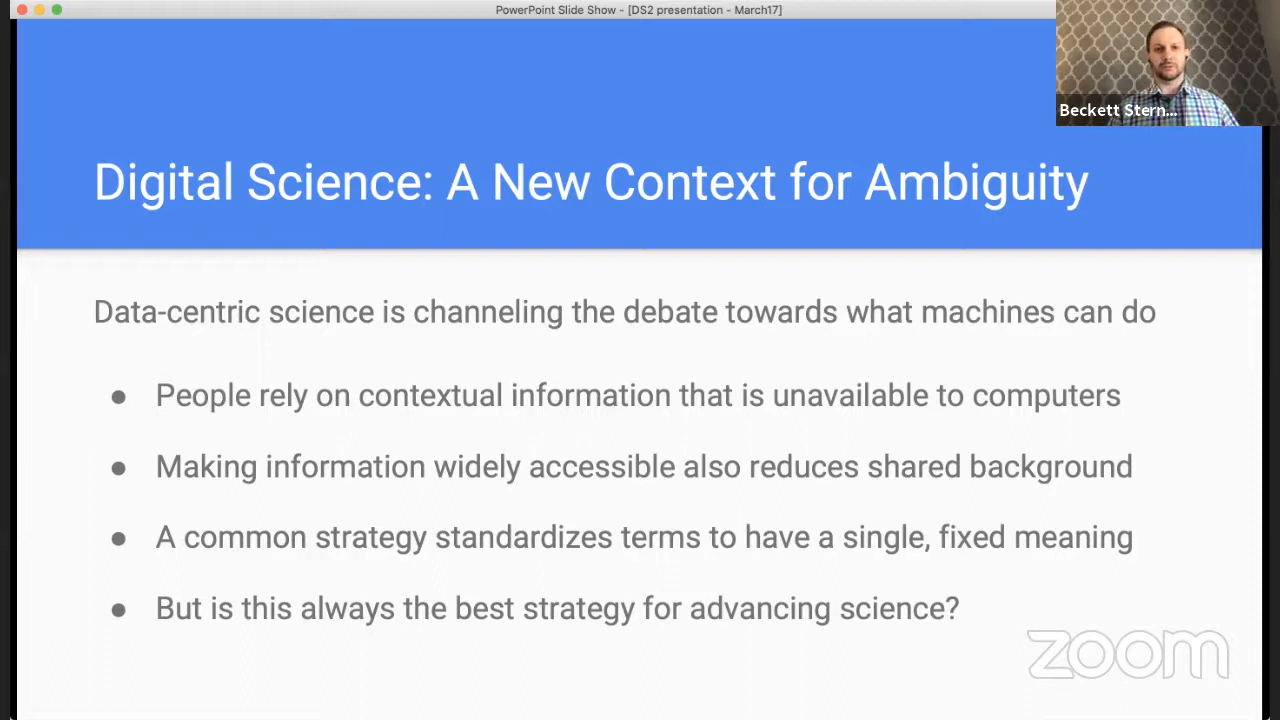 PowerPoint Slide Show - [DS2 presentation - March17]
Beckett Stern...
Digital Science: A New Context for Ambiguity
Data-centric science is channeling the debate towards what machines can do
● People rely on contextual information that is unavailable to computers
● Making information widely accessible also reduces shared background
● A common strategy standardizes terms to have a single, fixed meaning
● But is this always the best strategy for advancing science?
zoom